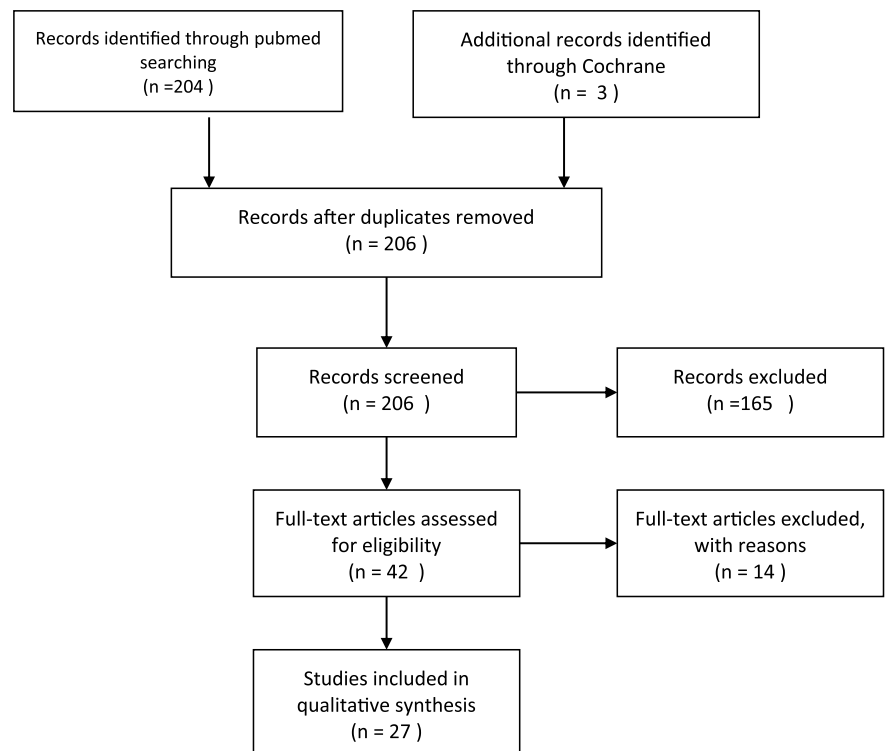 Records identified through pubmed
searching
(n =204 )
Additional records identified
through Cochrane
(n =  3 )
Records after duplicates removed
(n = 206 )
Records screened
(n = 206  )
Records excluded
(n =165   )
Full-text articles assessed
for eligibility
(n = 42  )
Full-text articles excluded,
with reasons
(n = 14 )
Studies included in
qualitative synthesis
(n = 27 )